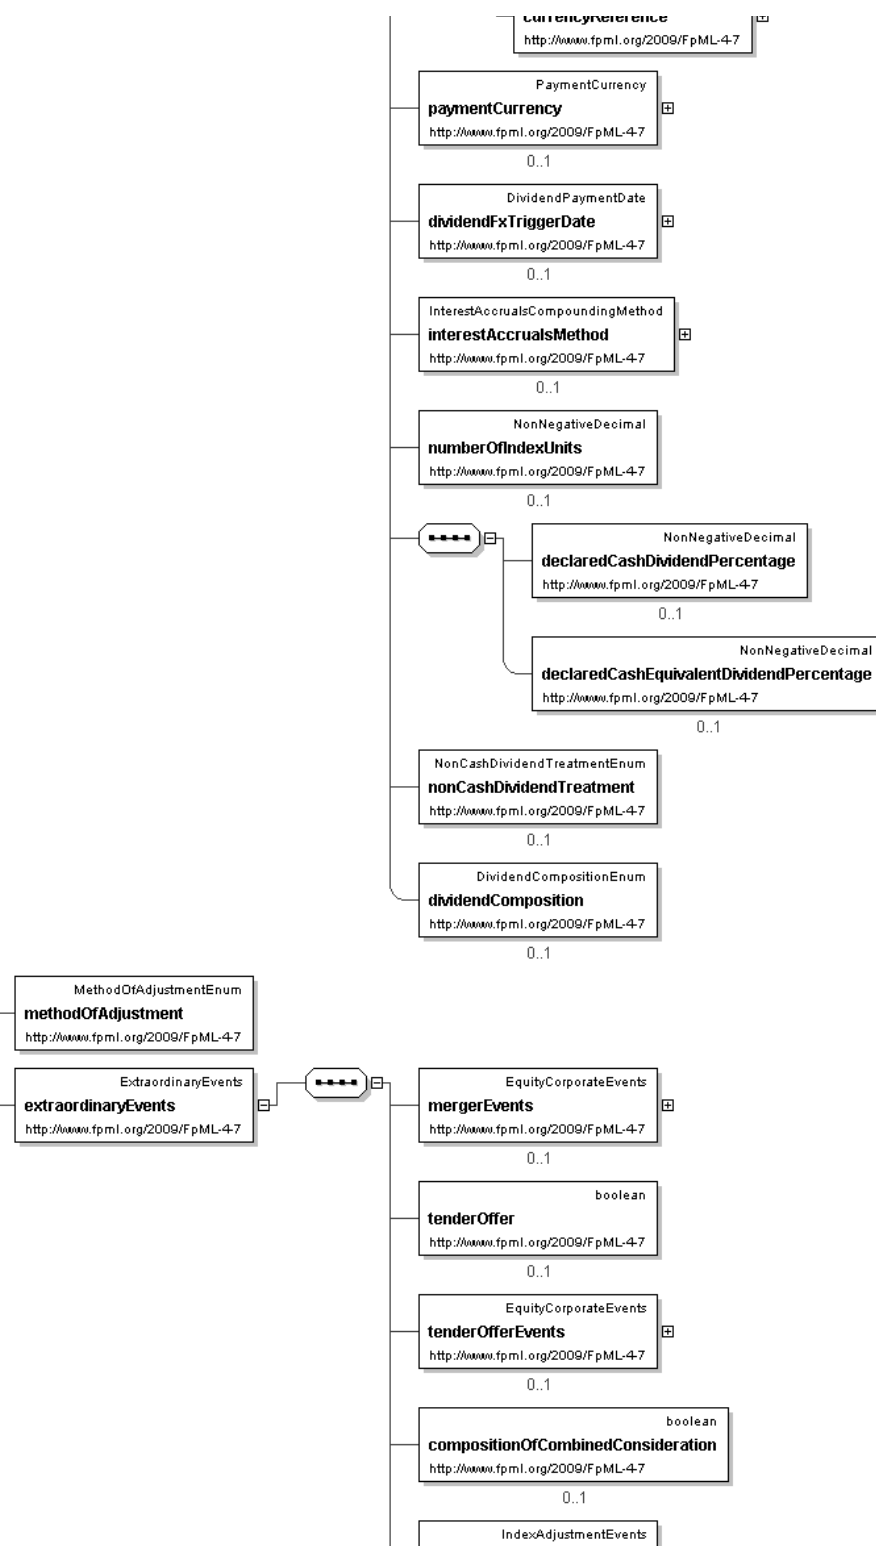 currencyReference
http://www.fpml.org/2009/FpML-4-7
PaymentCurrency
paymentCurrency
http://www.fpml.org/2009/FpML-4-7
0..1
DividendPaymentDate
dividendFxTriggerDate
http://www.fpml.org/2009/FpML-4-7
0..1
InterestAccrualsCompoundingMethod
interestAccrualsMethod
http://www.fpml.org/2009/FpML-4-7
0..1
NonNegativeDecimal
numberOfIndexUnits
http://www.fpml.org/2009/FpML-4-7
0..1
NonNegativeDecimal
declaredCashDividendPercentage
http://www.fpml.org/2009/FpML-4-7
0..1
NonNegativeDecimal
declaredCashEquivalentDividendPercentage
http://www.fpml.org/2009/FpML-4-7
0..1
NonCashDividendTreatmentEnum
nonCashDividendTreatment
http://www.fpml.org/2009/FpML-4-7
0..1
DividendCompositionEnum
dividendComposition
http://www.fpml.org/2009/FpML-4-7
0..1
MethodOfAdjustmentEnum
methodOfAdjustment
http://www.fpml.org/2009/FpML-4-7
ExtraordinaryEvents
extraordinaryEvents
http://www.fpml.org/2009/FpML-4-7
EquityCorporateEvents
mergerEvents
http://www.fpml.org/2009/FpML-4-7
0..1
boolean
tenderOffer
http://www.fpml.org/2009/FpML-4-7
0..1
EquityCorporateEvents
tenderOfferEvents
http://www.fpml.org/2009/FpML-4-7
0..1
boolean
compositionOfCombinedConsideration
http://www.fpml.org/2009/FpML-4-7
0..1
IndexAdjustmentEvents